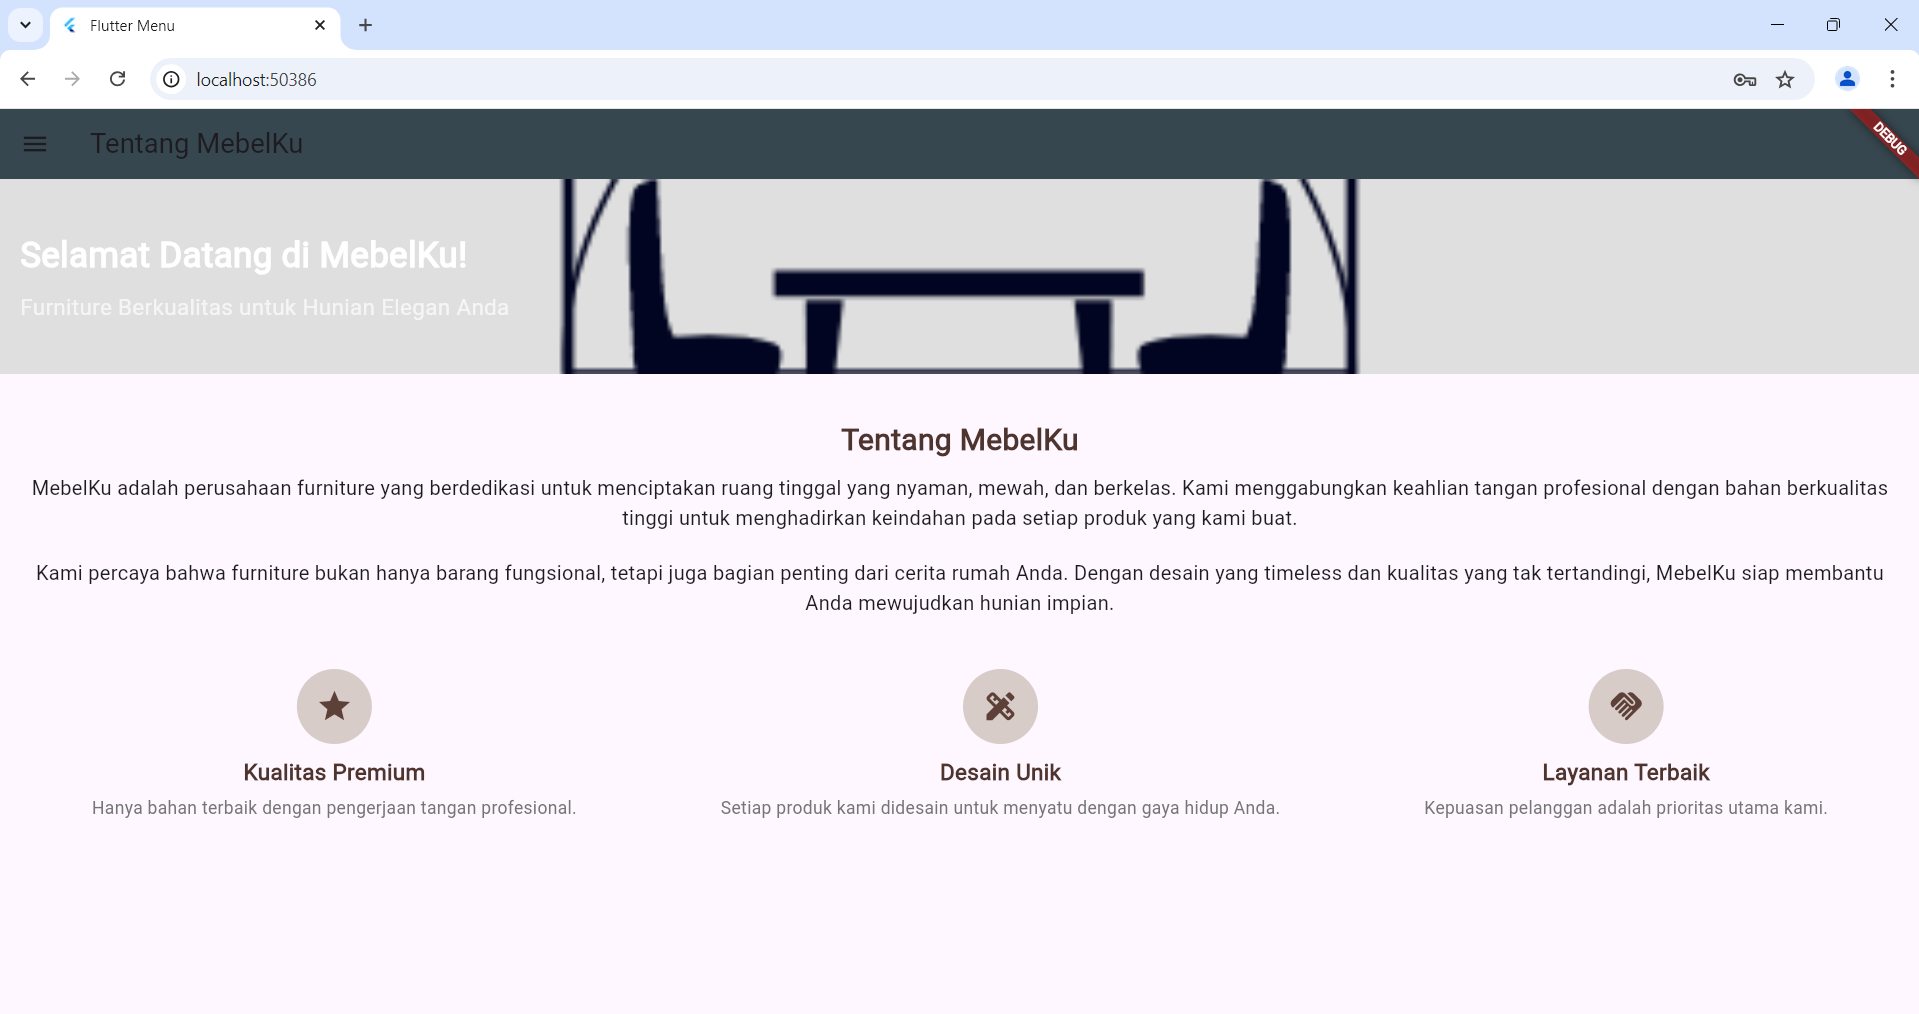 Flutter Menu
localhost:50386
Tentang MebelKu
DEBUG
Selamat Datang di MebelKu!
Furniture Berkualitas untuk Hunian Elegan Anda
Tentang MebelKu
MebelKu adalah perusahaan furniture yang berdedikasi untuk menciptakan ruang tinggal yang nyaman, mewah, dan berkelas. Kami menggabungkan keahlian tangan profesional dengan bahan berkualitas
tinggi untuk menghadirkan keindahan pada setiap produk yang kami buat.
Kami percaya bahwa furniture bukan hanya barang fungsional, tetapi juga bagian penting dari cerita rumah Anda. Dengan desain yang timeless dan kualitas yang tak tertandingi, MebelKu siap membantu
Anda mewujudkan hunian impian.
Kualitas Premium
Hanya bahan terbaik dengan pengerjaan tangan profesional.
Desain Unik
Setiap produk kami didesain untuk menyatu dengan gaya hidup Anda.
Layanan Terbaik
Kepuasan pelanggan adalah prioritas utama kami.